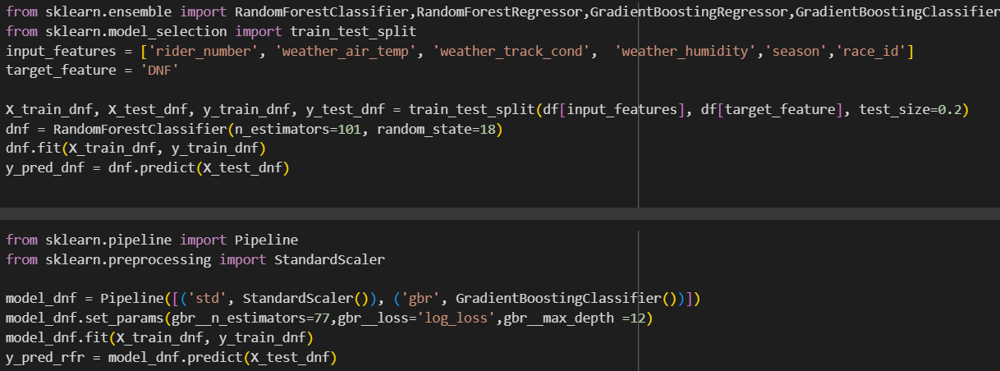 from sklearn.ensemble import RandomForestClassifier,RandomForestRegressor,GradientBoostingRegressor,GradientBoostingClassifier
from sklearn.model_selection import train_test_split
input_features = ['rider_number', 'weather_air_temp', 'weather_track_cond',  'weather_humidity','season','race_id']
target_feature = 'DNF'

X_train_dnf, X_test_dnf, y_train_dnf, y_test_dnf = train_test_split(df[input_features], df[target_feature], test_size=0.2)
dnf = RandomForestClassifier(n_estimators=101, random_state=18)
dnf.fit(X_train_dnf, y_train_dnf)
y_pred_dnf = dnf.predict(X_test_dnf)

from sklearn.pipeline import Pipeline
from sklearn.preprocessing import StandardScaler

model_dnf = Pipeline([('std', StandardScaler()), ('gbr', GradientBoostingClassifier())])
model_dnf.set_params(gbr__n_estimators=77,gbr__loss='log_loss',gbr__max_depth =12)
model_dnf.fit(X_train_dnf, y_train_dnf)
y_pred_rfr = model_dnf.predict(X_test_dnf)